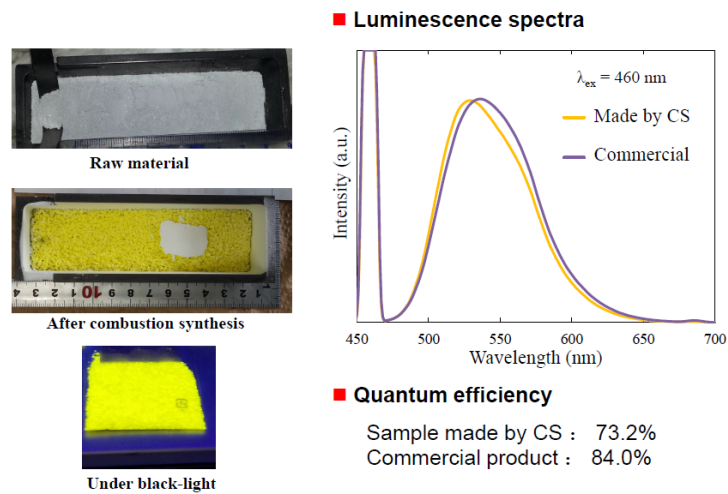 Luminescence spectra
Raw material
10
After combustion synthesis
Under black-light
λex = 460 nm
Made by CS
Commercial
Intensity (a.u.)
450 500 550 600 650 700
Wavelength (nm)
Quantum efficiency
Sample made by CS : 73.2%
Commercial product : 84.0%